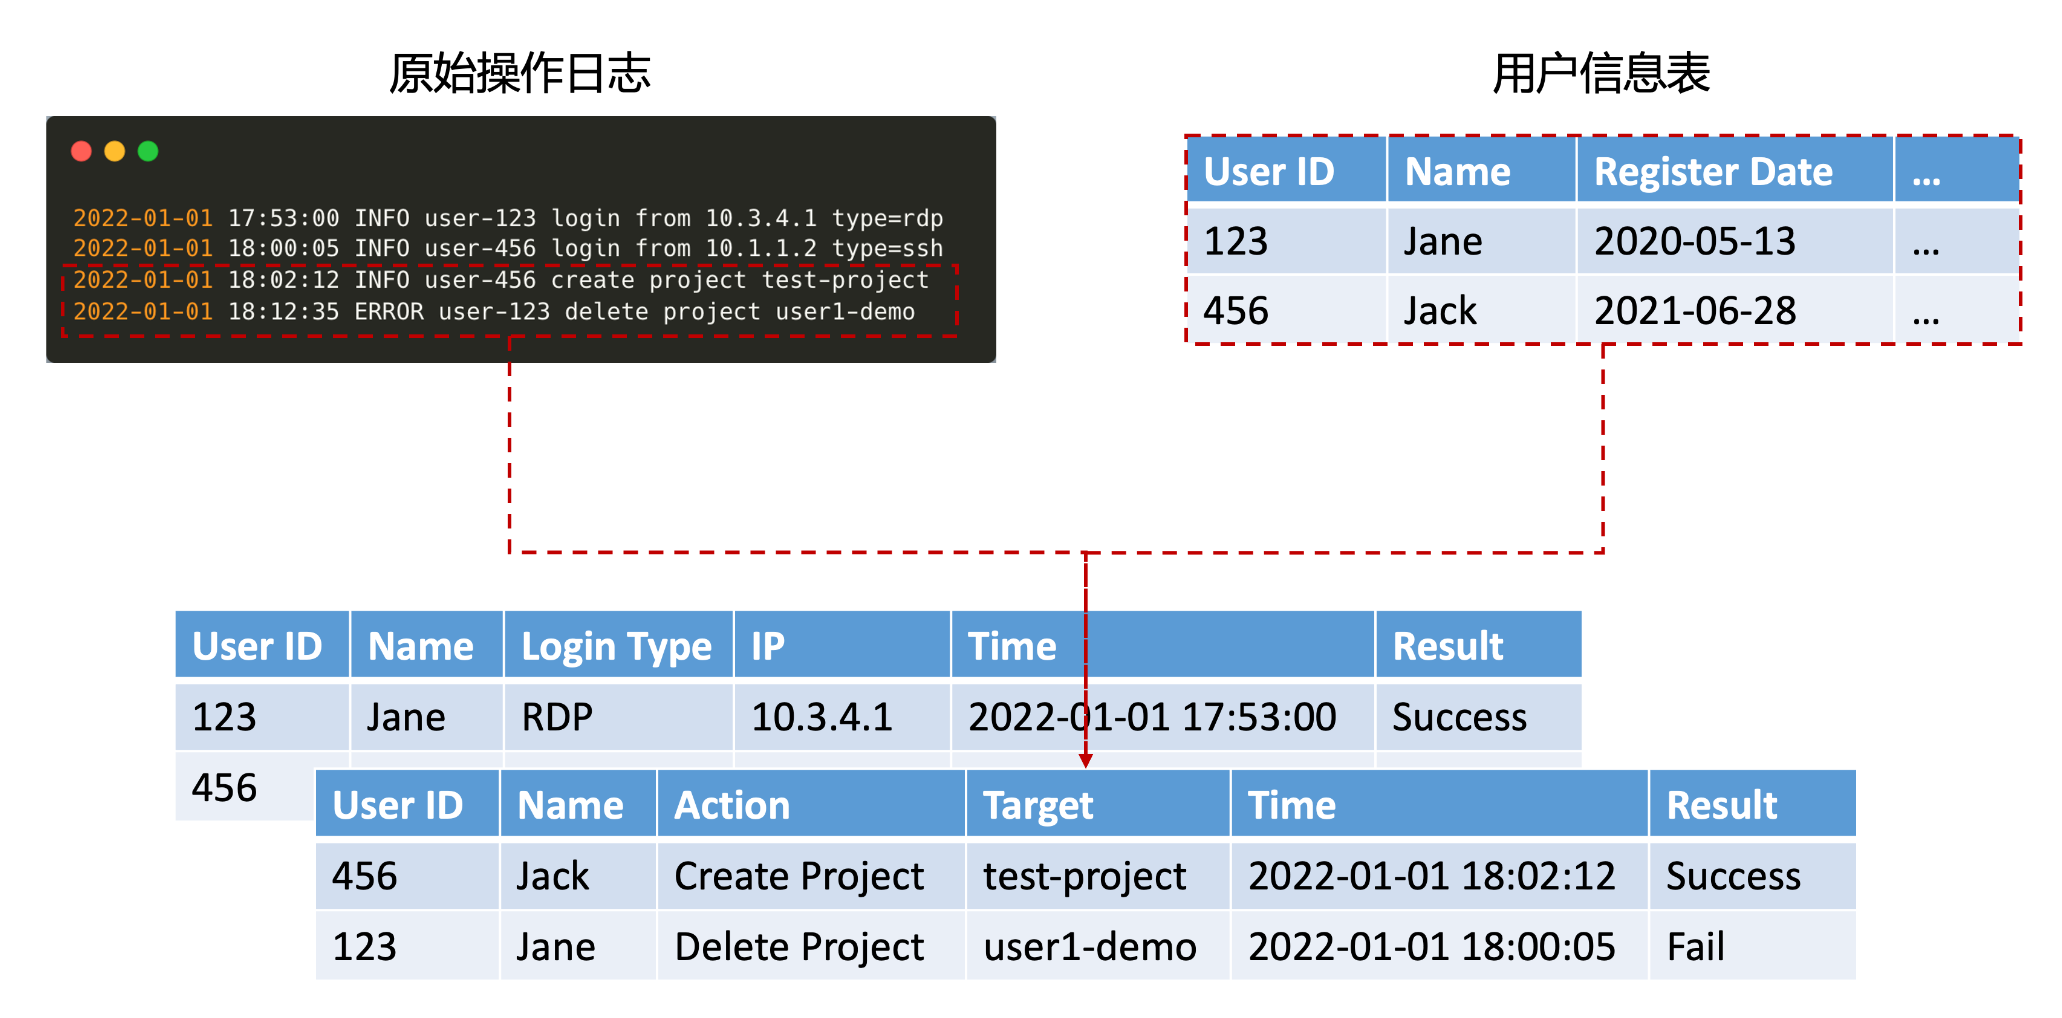 原始操作日志
用户信息表
2022-01-01 17:53:00 INFO user-123 login from 10.3.4.1 type=rdp
2022-01-01 18:00:05 INFO user-456 login from 10.1.1.2 type=ssh
2022-01-01 18:02:12 INFO user-456 create project test-project
2022-01-01 18:12:35 ERROR user-123 delete project user1-demo
User ID Name Register Date ...
123 Jane 2020-05-13 ...
456 Jack 2021-06-28 ...
User ID Name Login Type IP Time Result
123 Jane RDP 10.3.4.1 2022-01-01 17:53:00 Success
456
User ID Name Action Target Time Result
456 Jack Create Project test-project 2022-01-01 18:02:12 Success
123 Jane Delete Project user1-demo 2022-01-01 18:00:05 Fail